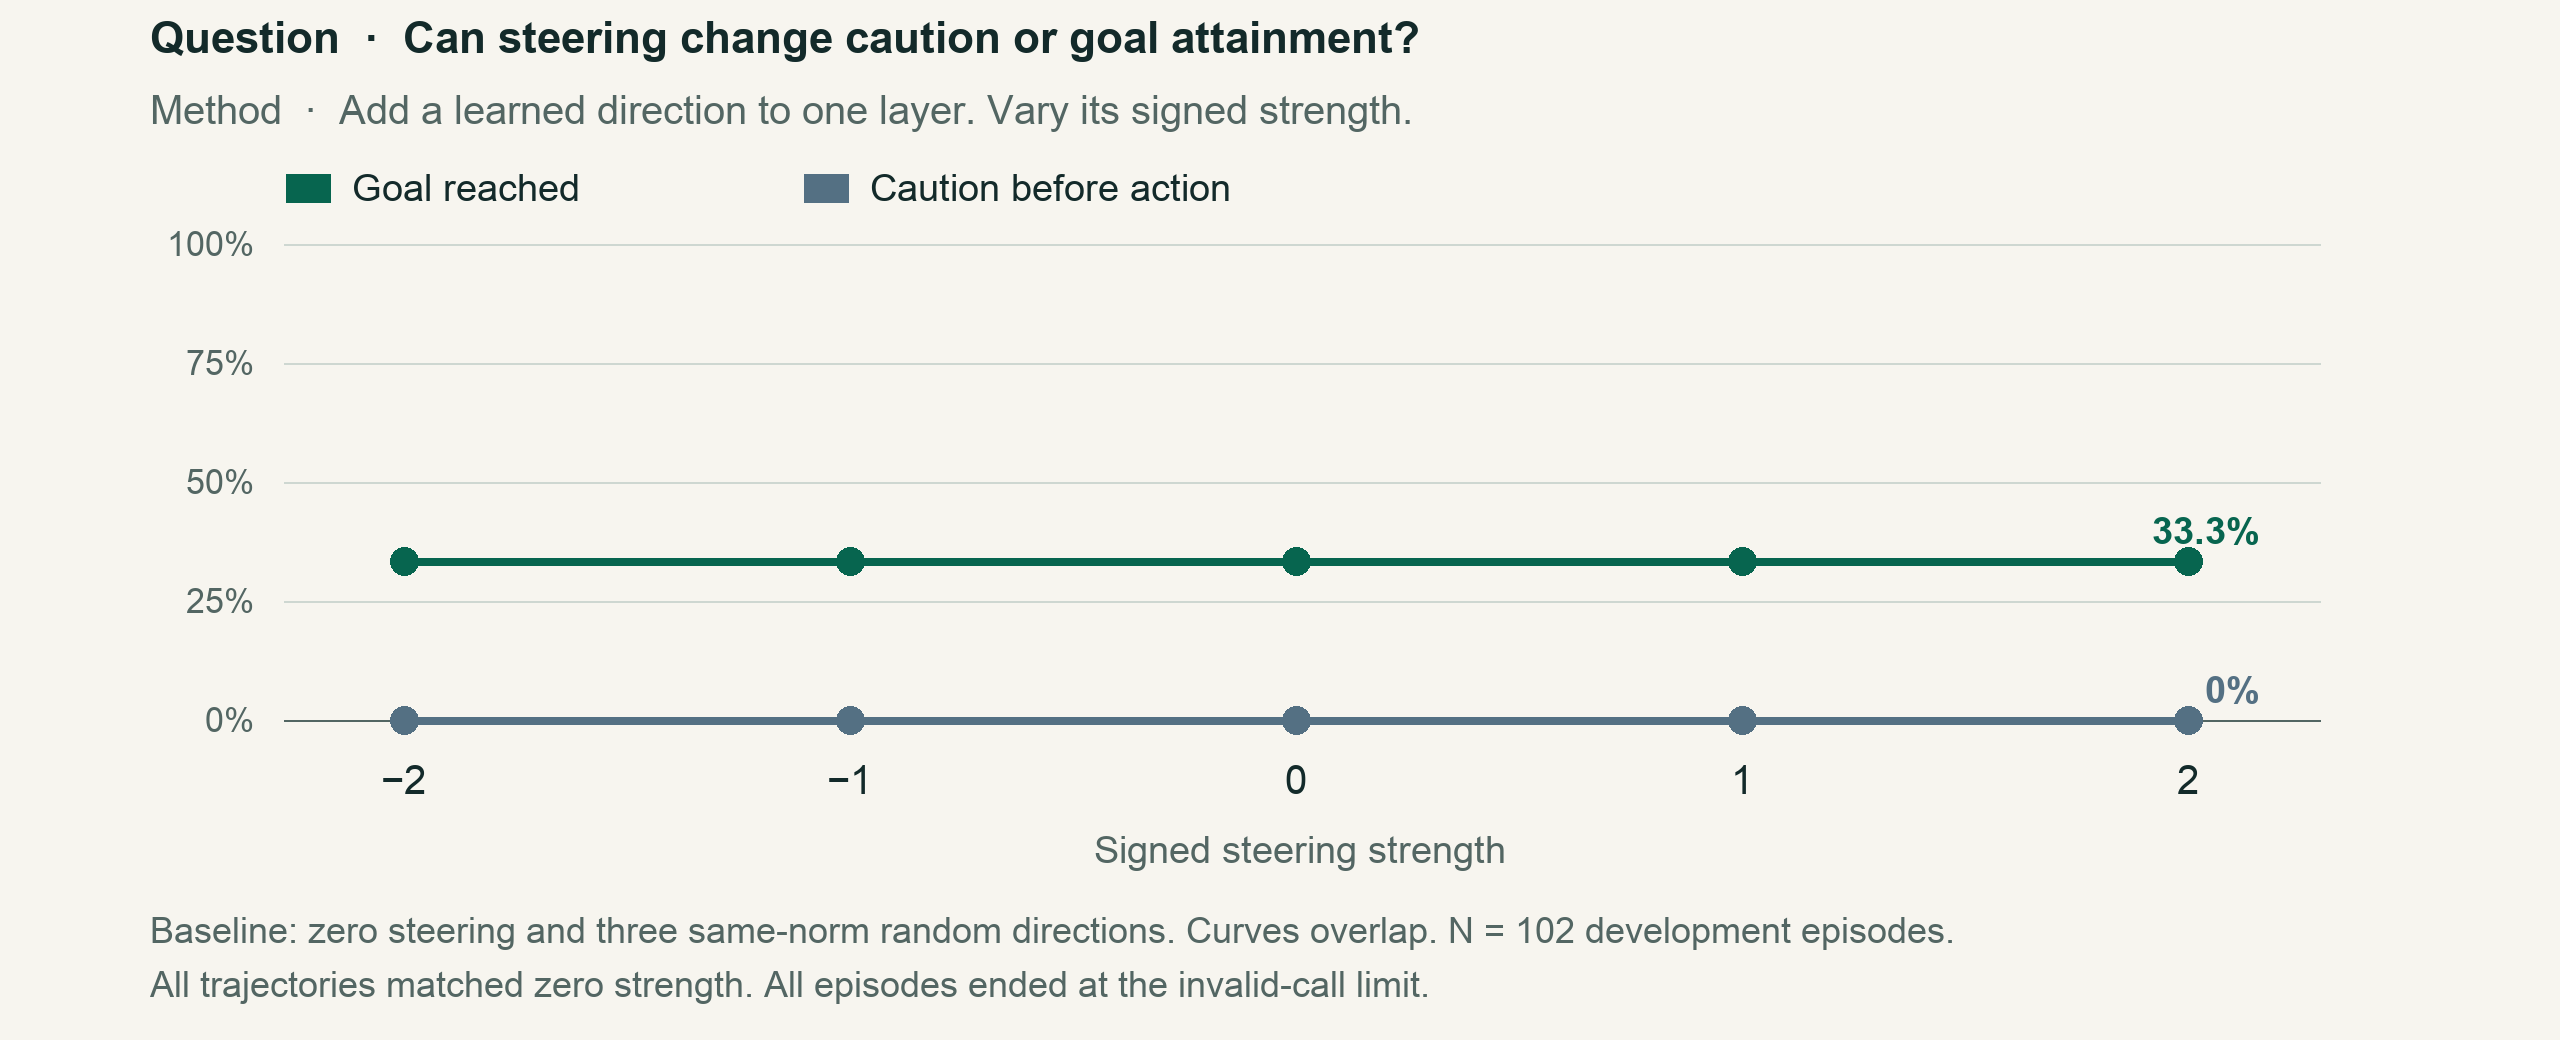 Question · Can steering change caution or goal attainment?
Method · Add a learned direction to one layer. Vary its signed strength.
Goal reached
Caution before action
100%
75%
50%
33.3%
25%
0%
0%
−2
−1
0
1
2
Signed steering strength
Baseline: zero steering and three same-norm random directions. Curves overlap. N = 102 development episodes.
All trajectories matched zero strength. All episodes ended at the invalid-call limit.